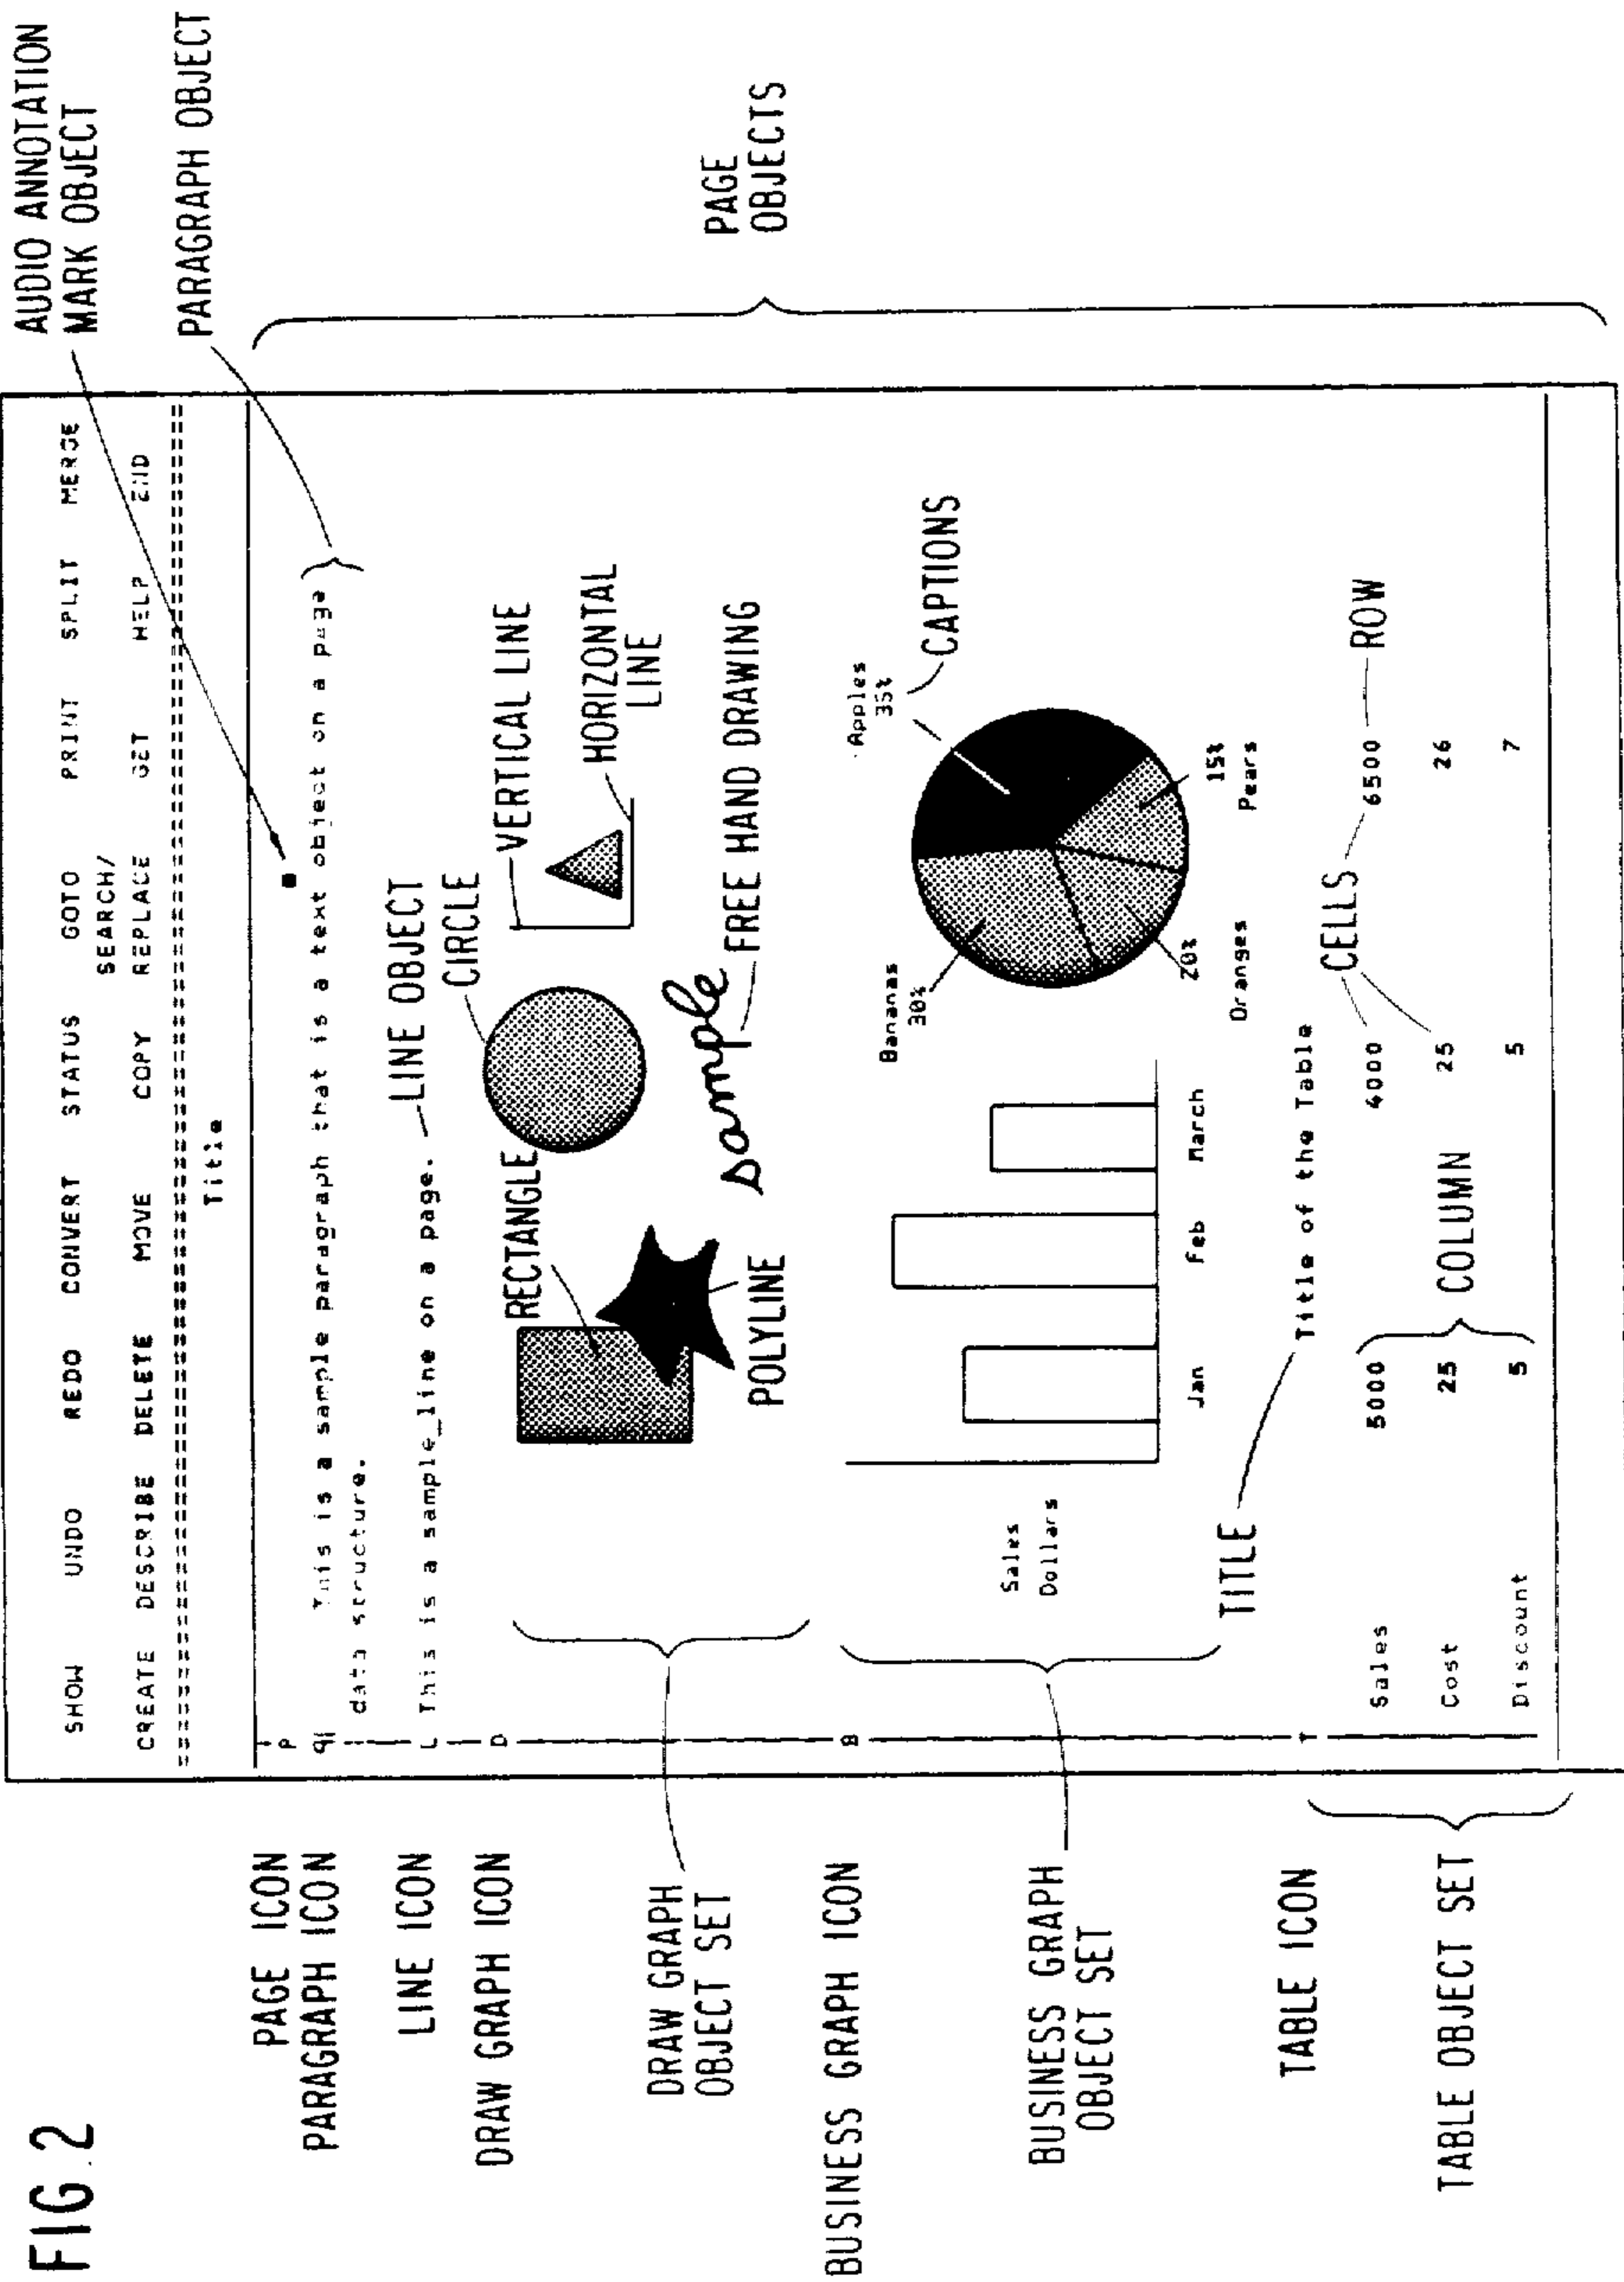 FIG. 2
AUDIO ANNOTATION
MARK OBJECT
PARAGRAPH OBJECT
SHOW UNDO REDO CONVERT STATUS GOTO PRINT SPLIT MERGE
SEARCH/
CREATE DESCRIBE DELETE MOVE COPY REPLACE GET HELP END
Title
PAGE ICON
P
PARAGRAPH ICON
This is a sample paragraph that is a text object on a page
data structure.
LINE ICON
L This is a sample_line on a page.
LINE OBJECT
DRAW GRAPH ICON
D
RECTANGLE
CIRCLE
VERTICAL LINE
HORIZONTAL
LINE
DRAW GRAPH
OBJECT SET
POLYLINE
sample
FREE HAND DRAWING
PAGE
OBJECTS
BUSINESS GRAPH ICON
B
Sales
Dollars
Jan Feb March
Bananas
30%
Apples
35%
CAPTIONS
20%
Oranges
15%
Pears
BUSINESS GRAPH
OBJECT SET
TITLE
TABLE ICON
T
Title of the Table
CELLS
Sales 5000 4000 6500
ROW
Cost 25 25 26
COLUMN
Discount 5 5 7
TABLE OBJECT SET